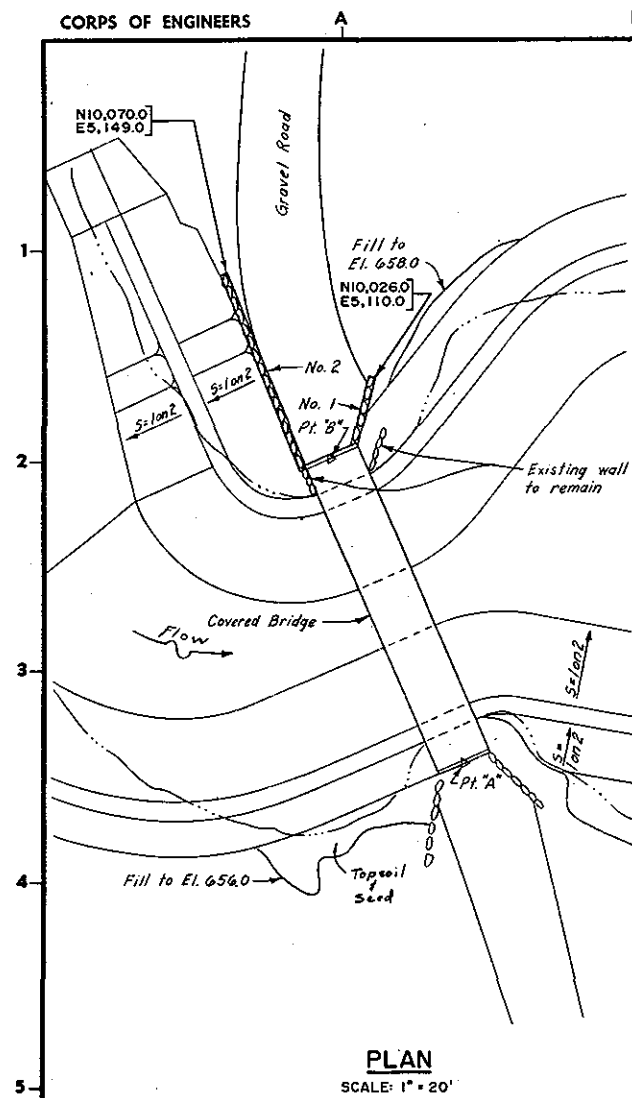 CORPS OF ENGINEERS
A
N10,070.0
E5,149.0
Gravel Road
1
Fill to
El. 658.0
N10,026.0
E5,110.0
No. 2
S=1on2
S=1on2
No. 1
Pt. "B"
2
Existing wall
to remain
Covered Bridge
Flow
3
S=1on2
S=
1on2
Pt. "A"
4
Fill to El. 656.0
Topsoil &
Seed
PLAN
5
SCALE: 1" = 20'